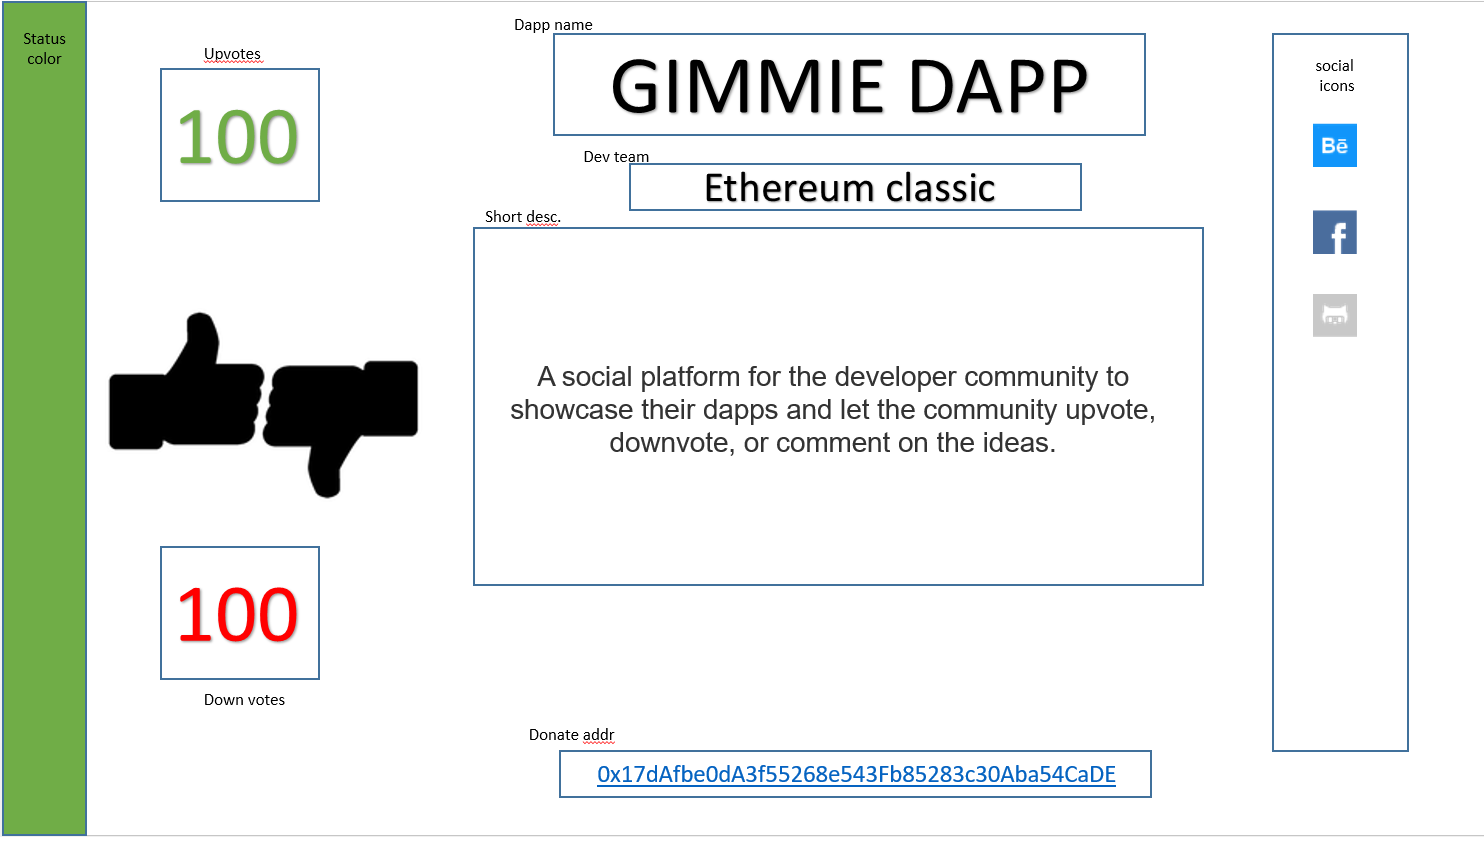 Status
color
Upvotes
100
Down votes
100
Dapp name
GIMMIE DAPP
Dev team
Ethereum classic
Short desc.
A social platform for the developer community to
showcase their dapps and let the community upvote,
downvote, or comment on the ideas.
Donate addr
0x17dAfbe0dA3f55268e543Fb85283c30Aba54CaDE
social
icons
Bē
f